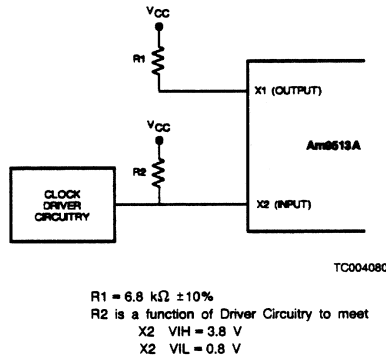 VCC
R1
X1 (OUTPUT)
VCC
Am9513A
R2
CLOCK
DRIVER
CIRCUITRY
X2 (INPUT)
TC004080
R1 = 6.8 kΩ ±10%
R2 is a function of Driver Circuitry to meet
X2 VIH = 3.8 V
X2 VIL = 0.8 V